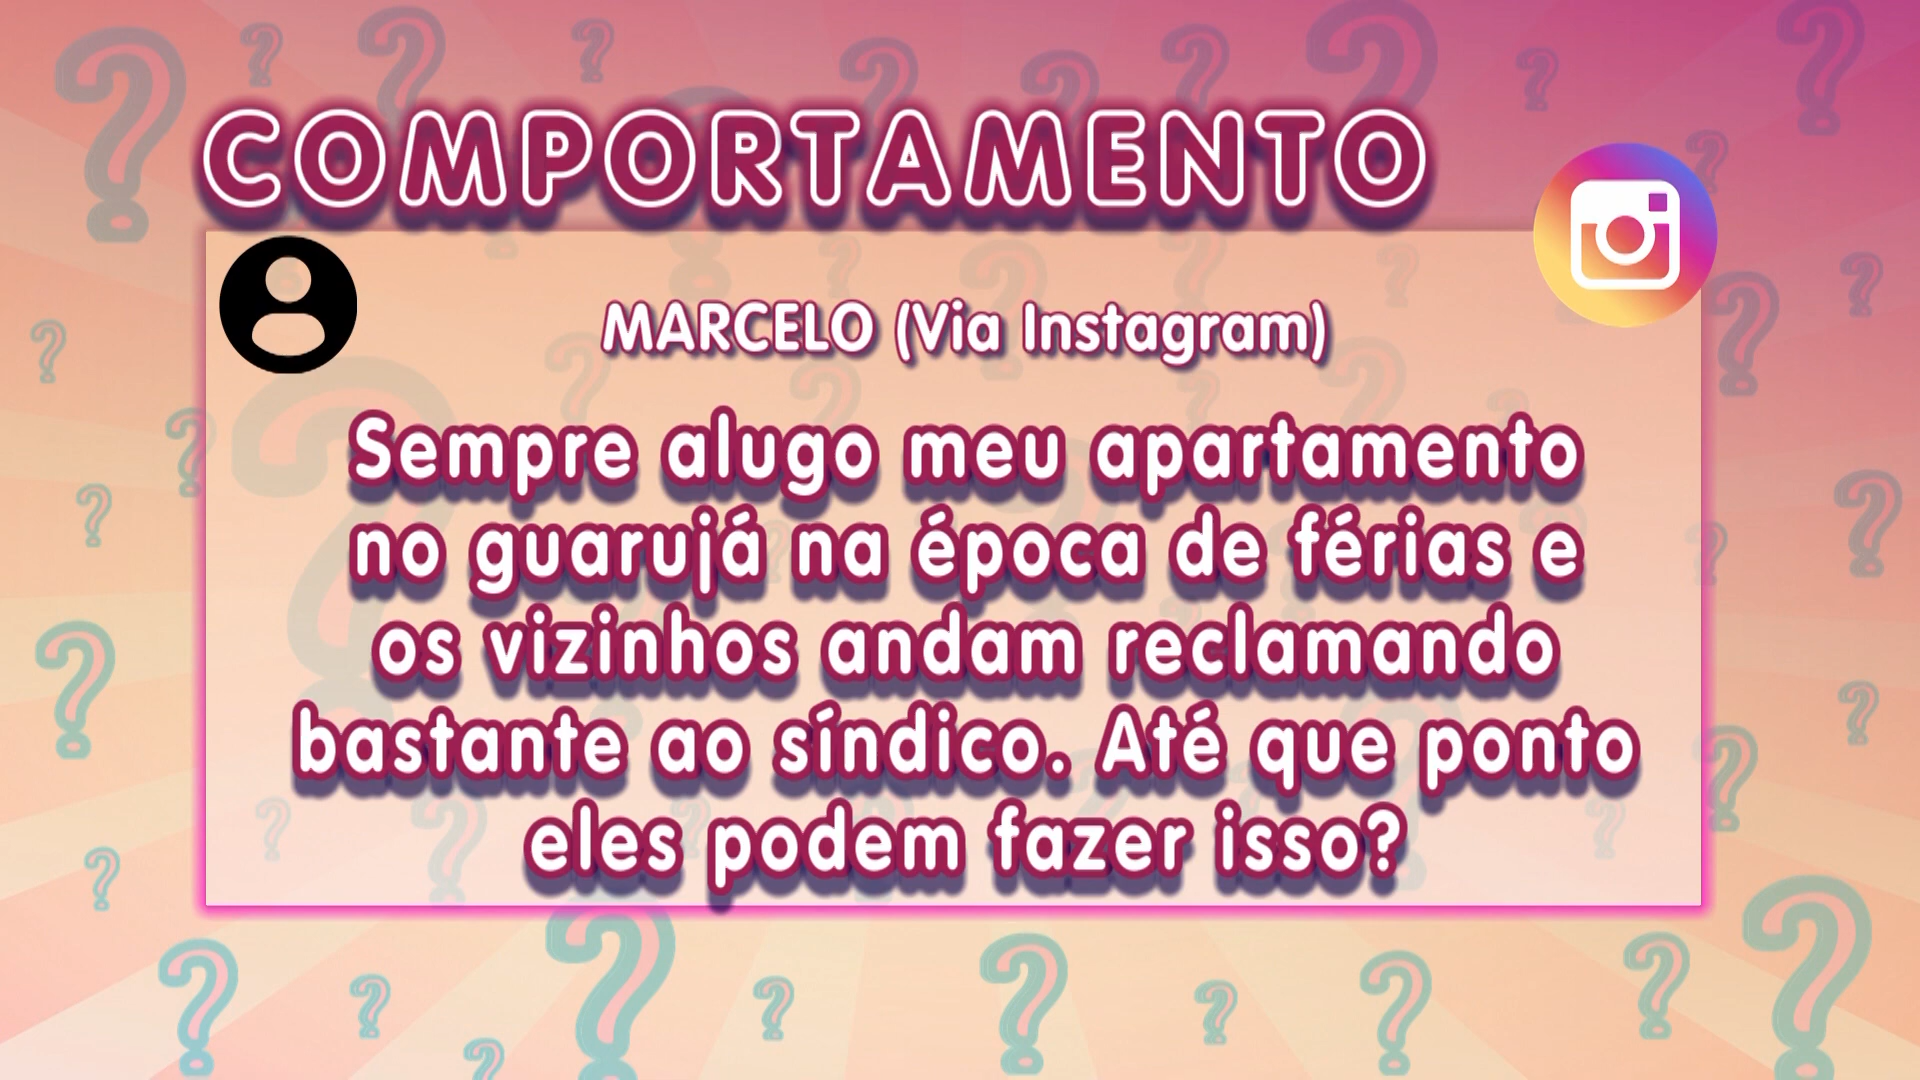 COMPORTAMENTO
MARCELO (Via Instagram)
Sempre alugo meu apartamento
no guarujá na época de férias e
os vizinhos andam reclamando
bastante ao síndico. Até que ponto
eles podem fazer isso?